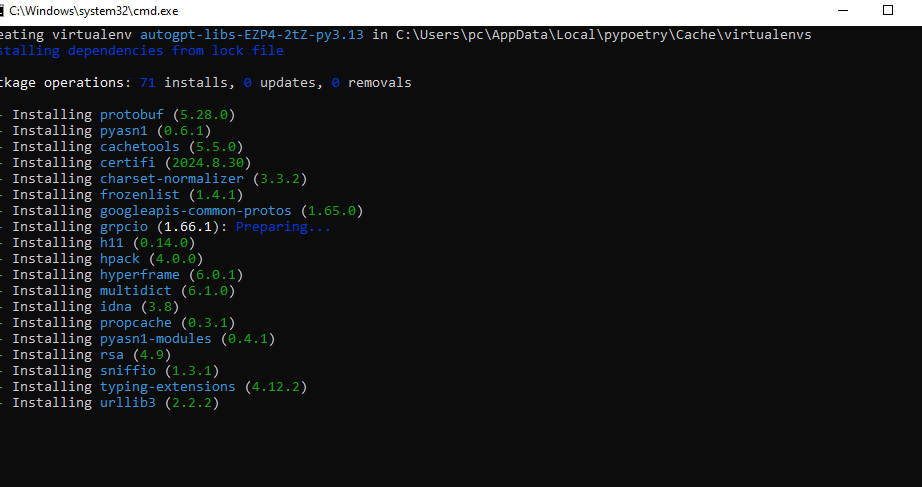 C:\Windows\system32\cmd.exe
eating virtualenv autogpt-libs-EZP4-2tZ-py3.13 in C:\Users\pc\AppData\Local\pypoetry\Cache\virtualenvs
stalling dependencies from lock file
ckage operations: 71 installs, 0 updates, 0 removals
- Installing protobuf (5.28.0)
- Installing pyasn1 (0.6.1)
- Installing cachetools (5.5.0)
- Installing certifi (2024.8.30)
- Installing charset-normalizer (3.3.2)
- Installing frozenlist (1.4.1)
- Installing googleapis-common-protos (1.65.0)
- Installing grpcio (1.66.1): Preparing...
- Installing h11 (0.14.0)
- Installing hpack (4.0.0)
- Installing hyperframe (6.0.1)
- Installing multidict (6.1.0)
- Installing idna (3.8)
- Installing propcache (0.3.1)
- Installing pyasn1-modules (0.4.1)
- Installing rsa (4.9)
- Installing sniffio (1.3.1)
- Installing typing-extensions (4.12.2)
- Installing urllib3 (2.2.2)